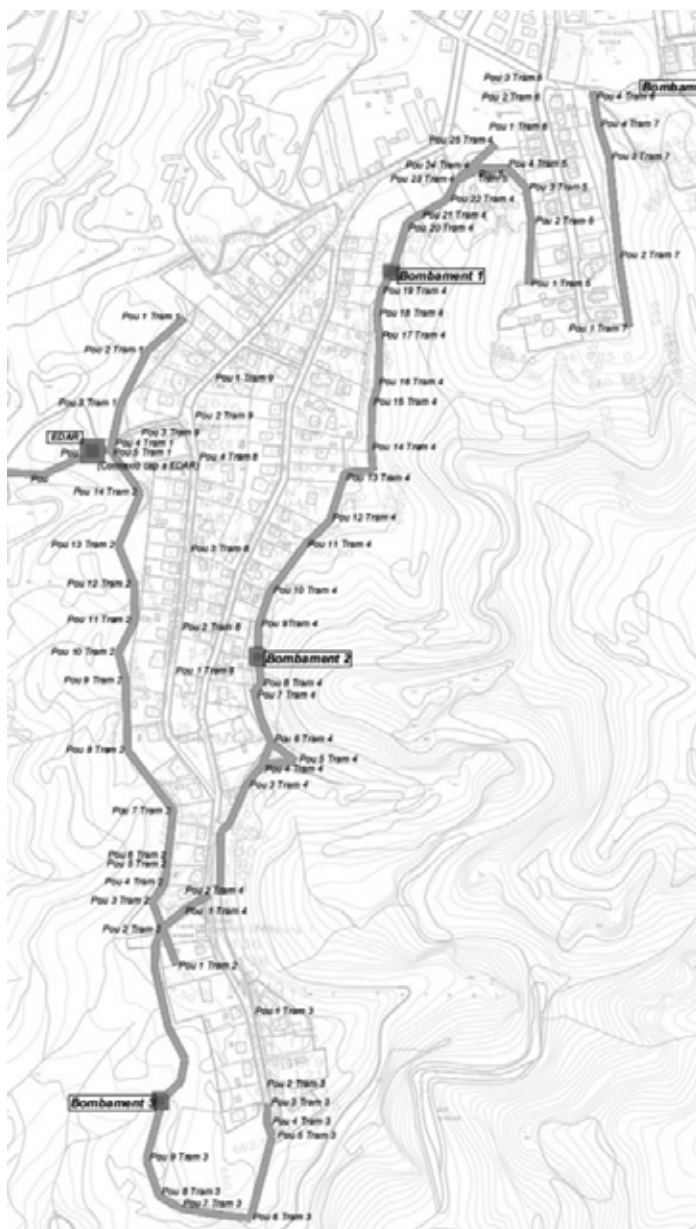 Pou 3 Tram 6
Pou 2 Tram 6
Bombam
Pou 4 Tram 6
Pou 1 Tram 6
Pou 4 Tram 7
Pou 25 Tram 4
Pou 3 Tram 7
Pou 24 Tram 4
Pou 4 Tram 5
Pou 23 Tram 4
Pou 3 Tram 5
Pou 22 Tram 4
Pou 21 Tram 4
Pou 2 Tram 5
Pou 20 Tram 4
Pou 2 Tram 7
Bombament 1
Pou 1 Tram 5
Pou 19 Tram 4
Pou 18 Tram 4
Pou 1 Tram 1
Pou 1 Tram 7
Pou 17 Tram 4
Pou 2 Tram 1
Pou 1 Tram 9
Pou 16 Tram 4
Pou 3 Tram 1
Pou 15 Tram 4
Pou 2 Tram 9
Pou 3 Tram 9
EDAR
Pou 4 Tram 1
Pou 14 Tram 4
Pou
Pou 5 Tram 1
Pou 4 Tram 8
(Connexió cap a EDAR)
Pou
Pou 13 Tram 4
Pou 14 Tram 2
Pou 12 Tram 4
Pou 13 Tram 2
Pou 11 Tram 4
Pou 3 Tram 8
Pou 12 Tram 2
Pou 10 Tram 4
Pou 11 Tram 2
Pou 9 Tram 4
Pou 2 Tram 8
Pou 10 Tram 2
Bombament 2
Pou 1 Tram 8
Pou 9 Tram 2
Pou 8 Tram 4
Pou 7 Tram 4
Pou 6 Tram 4
Pou 8 Tram 2
Pou 5 Tram 4
Pou 4 Tram 4
Pou 3 Tram 4
Pou 7 Tram 2
Pou 6 Tram 2
Pou 5 Tram 2
Pou 4 Tram 2
Pou 2 Tram 4
Pou 3 Tram 2
Pou 1 Tram 4
Pou 2 Tram 2
Pou 1 Tram 2
Pou 1 Tram 3
Pou 2 Tram 3
Bombament 3
Pou 3 Tram 3
Pou 4 Tram 3
Pou 5 Tram 3
Pou 9 Tram 3
Pou 8 Tram 3
Pou 7 Tram 3
Pou 6 Tram 3